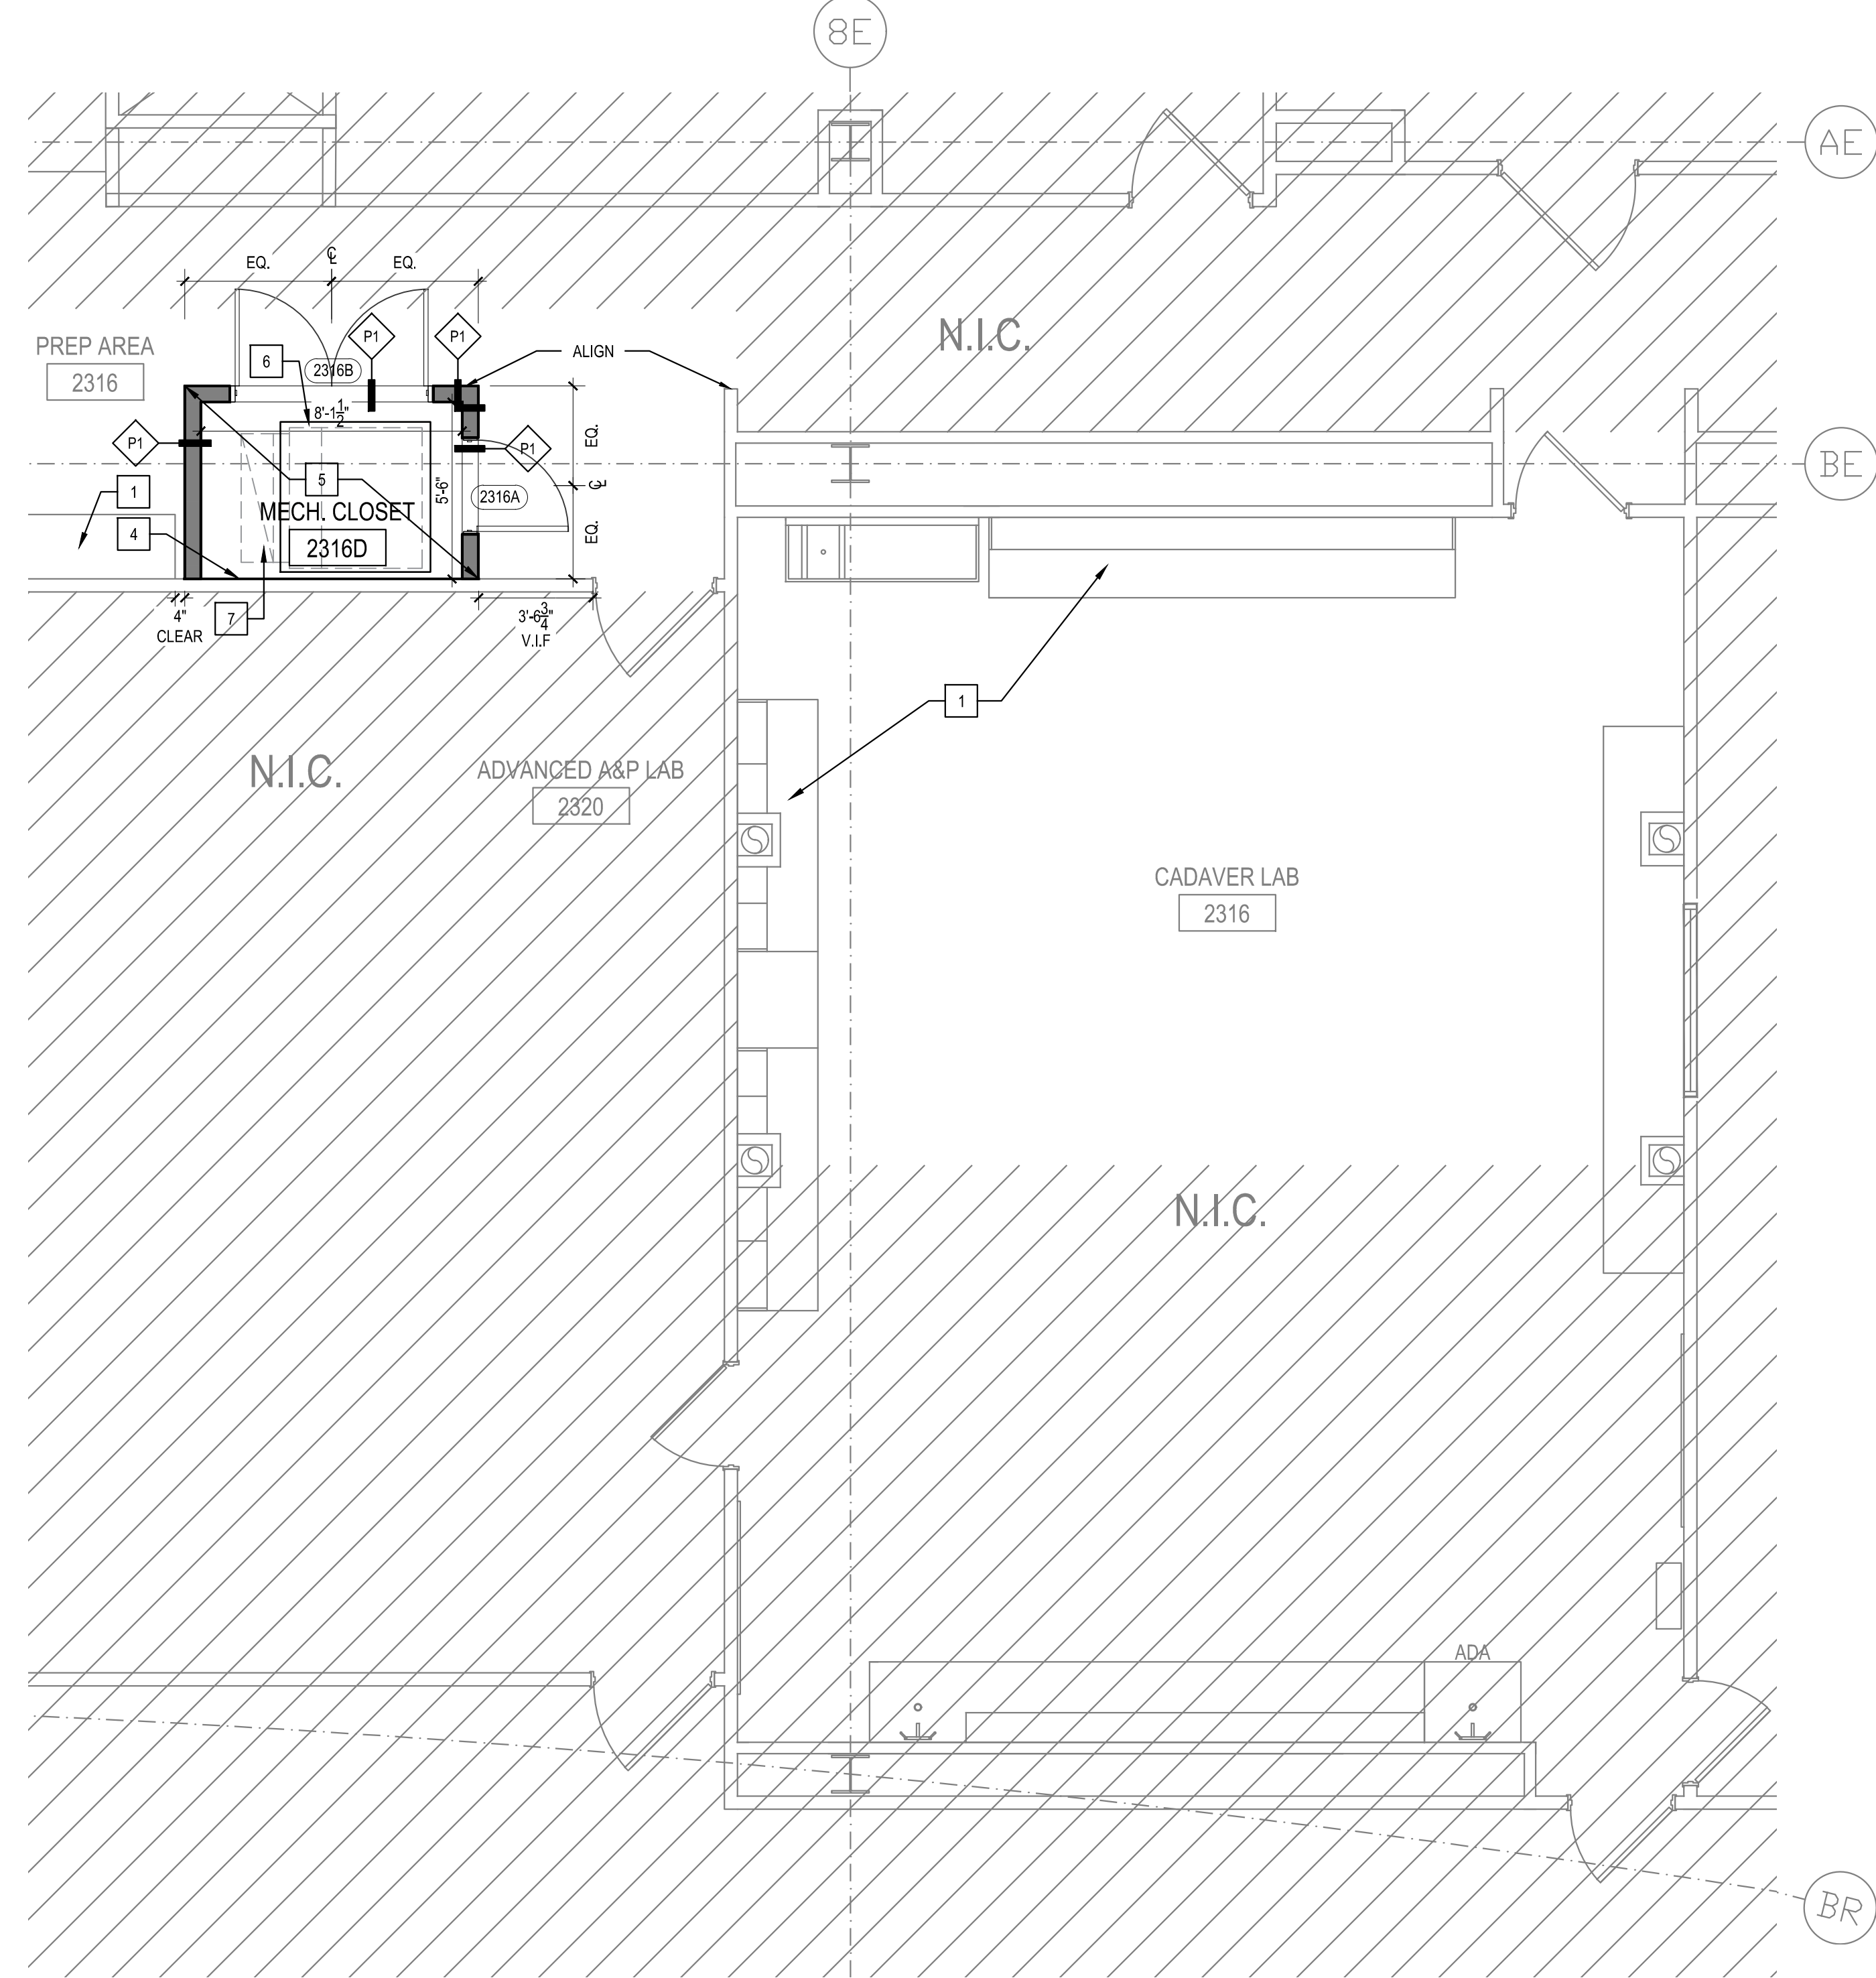 8E
AE
EQ.
℄
EQ.
N.I.C.
PREP AREA
2316
6
P1
P1
2316B
ALIGN
8'-1 1/2"
P1
P1
EQ.
BE
1
5
5'-6"
2316A
℄
MECH. CLOSET
4
2316D
EQ.
4"
CLEAR
7
3'-6 3/4"
V.I.F
1
N.I.C.
ADVANCED A&P LAB
2320
CADAVER LAB
2316
N.I.C.
ADA
BR